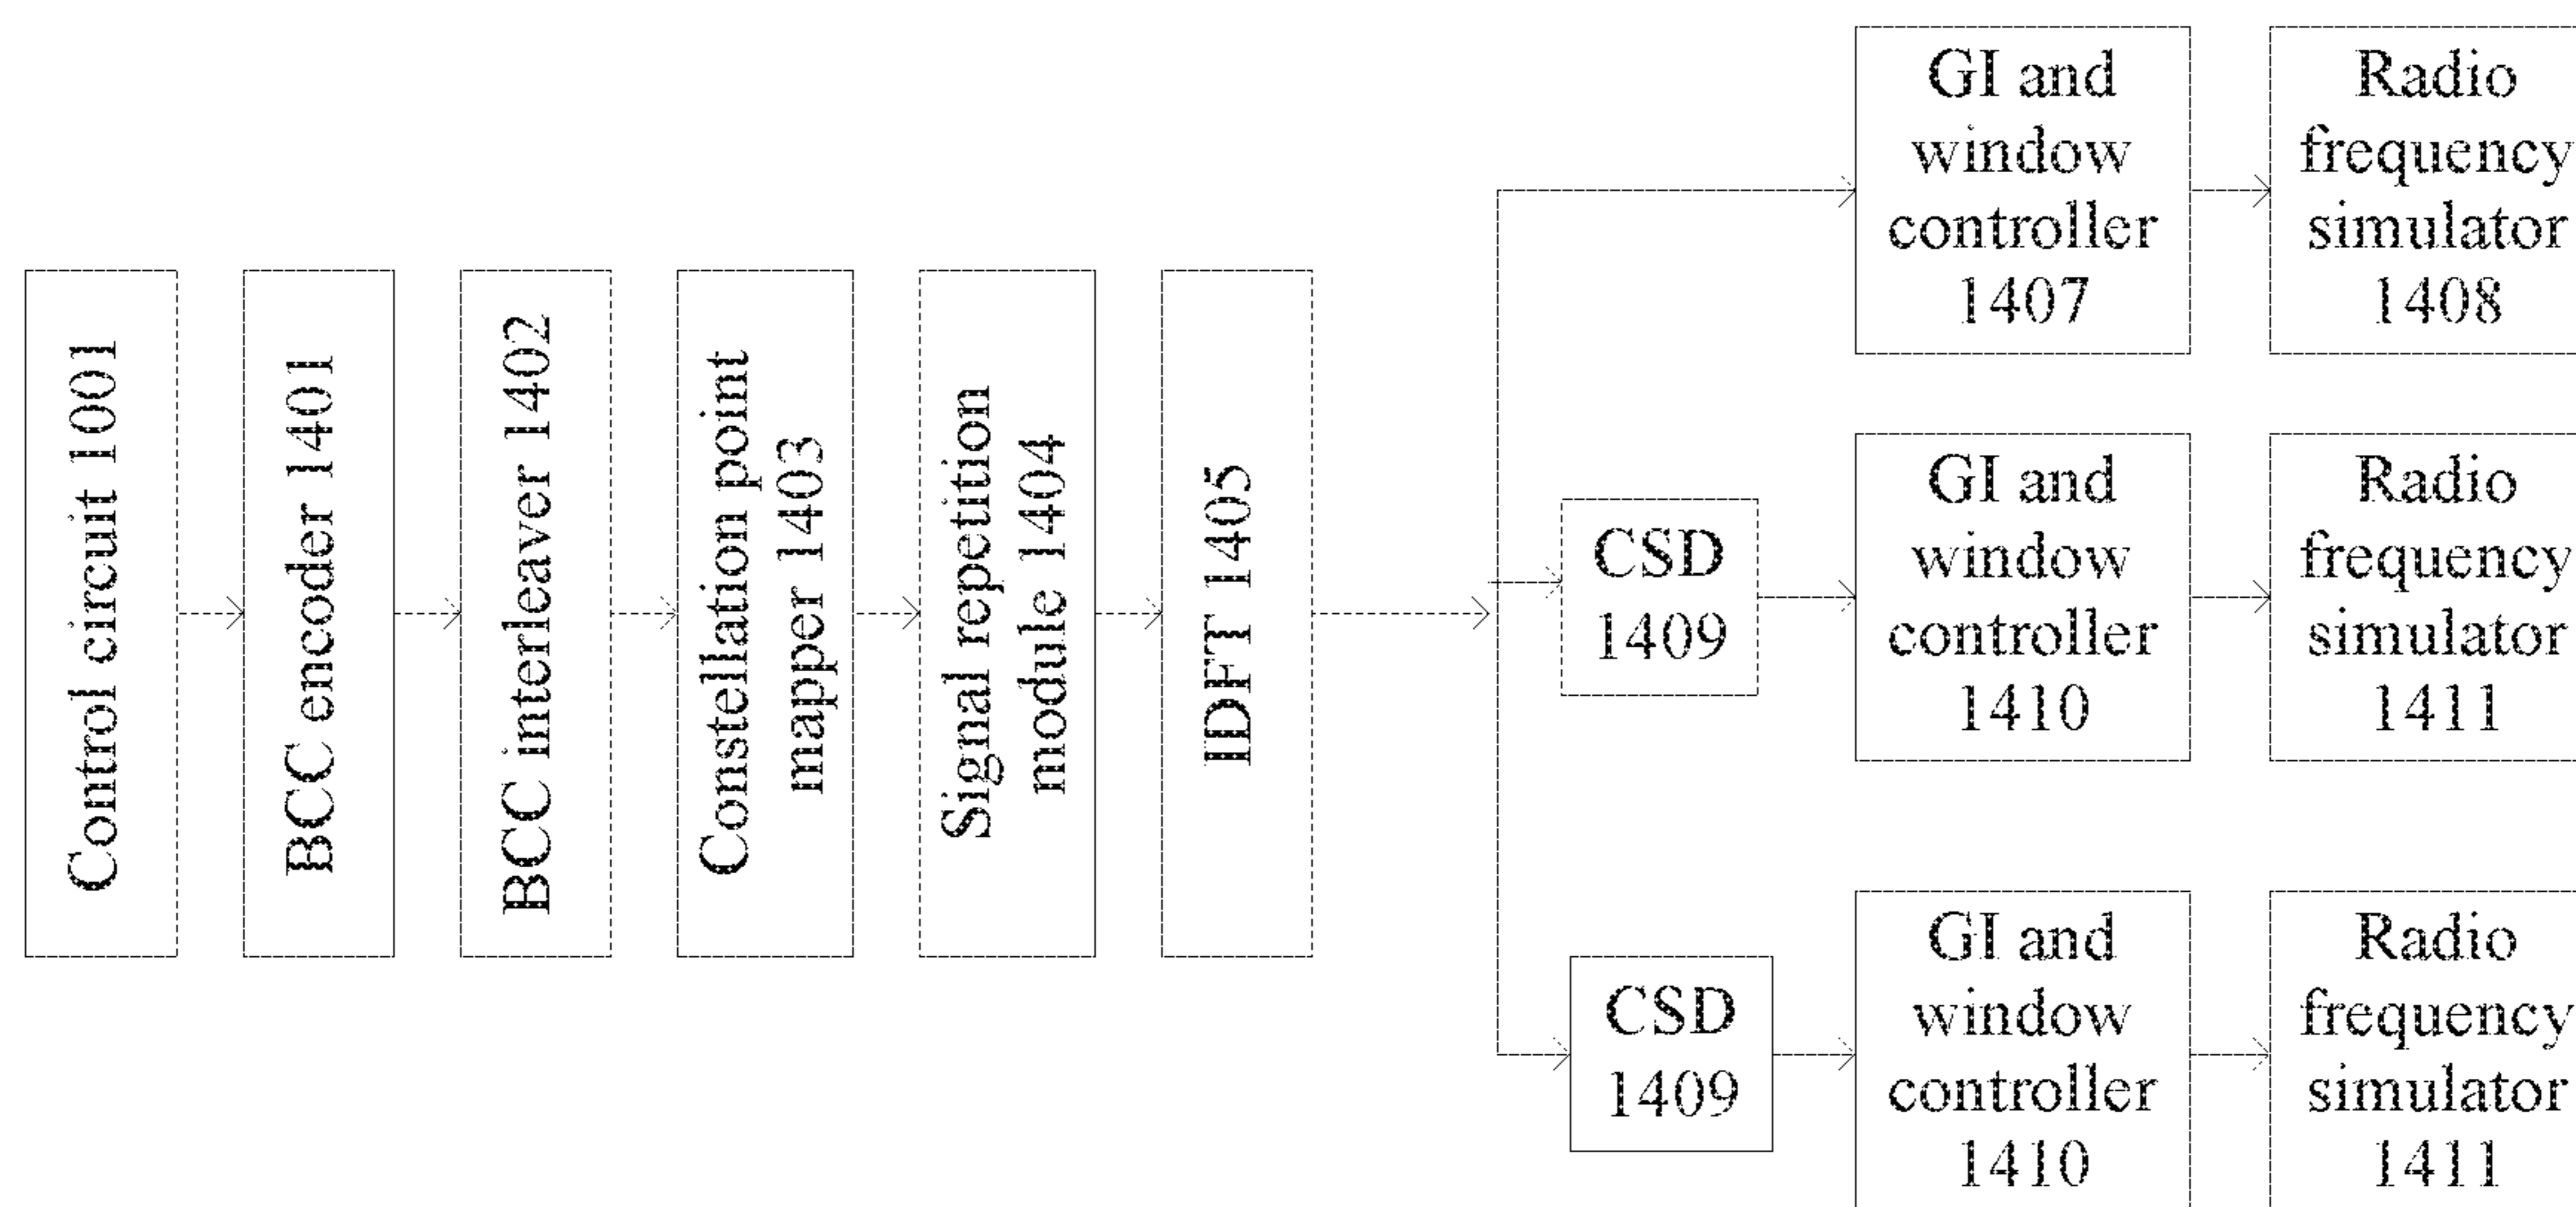 Control circuit 1001
BCC encoder 1401
BCC interleaver 1402
Constellation point
mapper 1403
Signal repetition
module 1404
IDFT 1405
GI and
window
controller
1407
Radio
frequency
simulator
1408
CSD
1409
GI and
window
controller
1410
Radio
frequency
simulator
1411
CSD
1409
GI and
window
controller
1410
Radio
frequency
simulator
1411